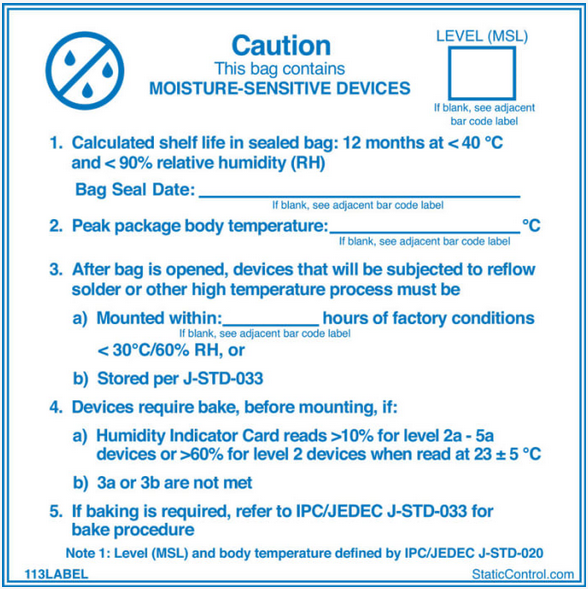 Caution
This bag contains
MOISTURE-SENSITIVE DEVICES
LEVEL (MSL)
If blank, see adjacent
bar code label
1. Calculated shelf life in sealed bag: 12 months at < 40 °C
and < 90% relative humidity (RH)
Bag Seal Date:
If blank, see adjacent bar code label
2. Peak package body temperature: °C
If blank, see adjacent bar code label
3. After bag is opened, devices that will be subjected to reflow
solder or other high temperature process must be
a) Mounted within: hours of factory conditions
If blank, see adjacent bar code label
< 30°C/60% RH, or
b) Stored per J-STD-033
4. Devices require bake, before mounting, if:
a) Humidity Indicator Card reads >10% for level 2a - 5a
devices or >60% for level 2 devices when read at 23 ± 5 °C
b) 3a or 3b are not met
5. If baking is required, refer to IPC/JEDEC J-STD-033 for
bake procedure
Note 1: Level (MSL) and body temperature defined by IPC/JEDEC J-STD-020
113LABEL
StaticControl.com